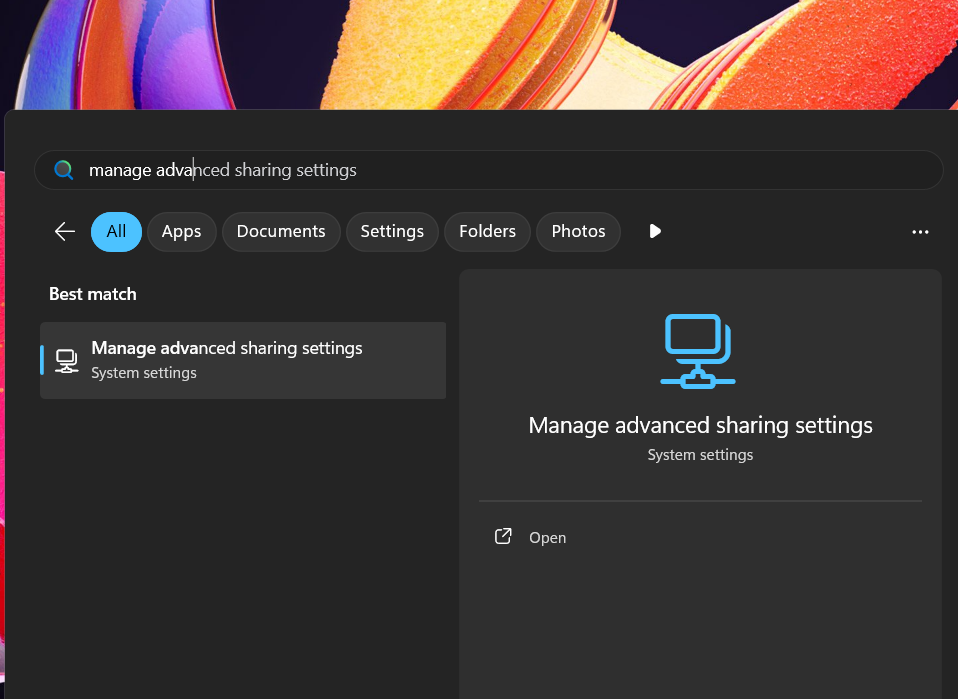 manage advanced sharing settings
All Apps Documents Settings Folders Photos
Best match
Manage advanced sharing settings
System settings
Manage advanced sharing settings
System settings
Open